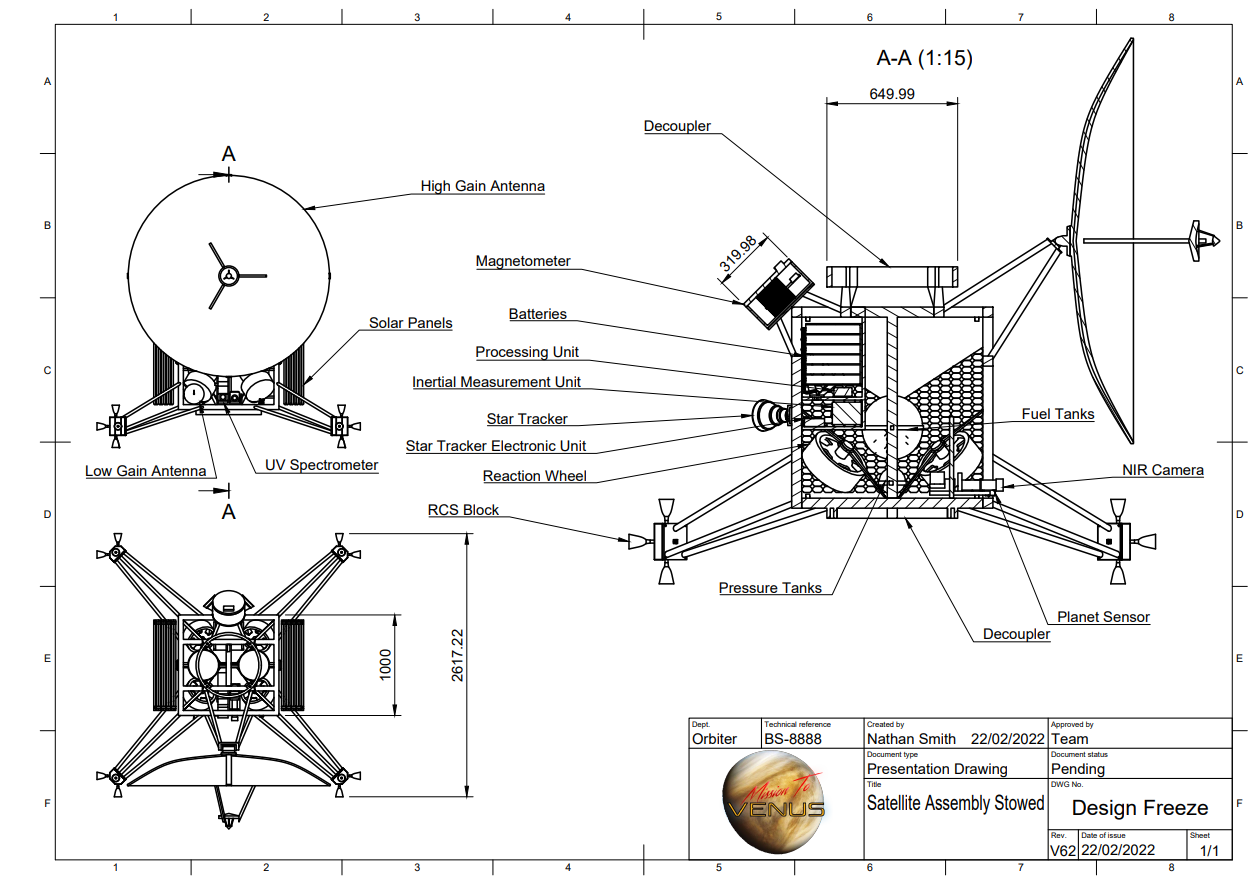 1 2 3 4 5 6 7 8
A A
B B
C C
D D
E E
F F
A
High Gain Antenna
Solar Panels
Low Gain Antenna
UV Spectrometer
A
1000
2617.22
A-A (1:15)
649.99
Decoupler
319.98
Magnetometer
Batteries
Processing Unit
Inertial Measurement Unit
Star Tracker
Star Tracker Electronic Unit
Reaction Wheel
RCS Block
Fuel Tanks
NIR Camera
Pressure Tanks
Planet Sensor
Decoupler
Dept.
Orbiter
Technical reference
BS-8888
Created by
Nathan Smith 22/02/2022
Approved by
Team
Document type
Presentation Drawing
Document status
Pending
Title
Satellite Assembly Stowed
DWG No.
Design Freeze
Rev.
V62
Date of issue
22/02/2022
Sheet
1/1
Mission To
VENUS
1 2 3 4 5 6 7 8